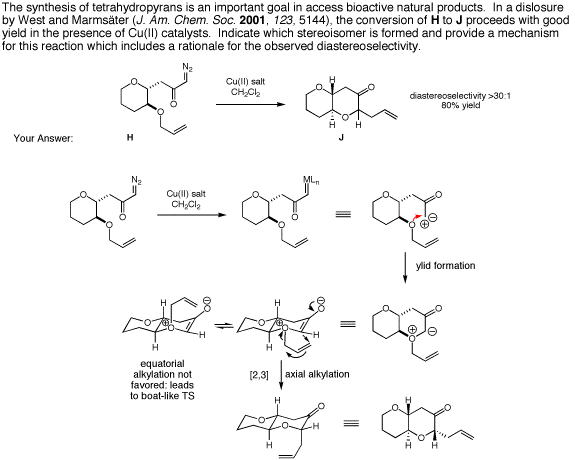 The synthesis of tetrahydropyrans is an important goal in access bioactive natural products. In a dislosure
by West and Marmsäter (J. Am. Chem. Soc. 2001, 123, 5144), the conversion of H to J proceeds with good
yield in the presence of Cu(II) catalysts. Indicate which stereoisomer is formed and provide a mechanism
for this reaction which includes a rationale for the observed diastereoselectivity.
N2
O
O
O
H
Cu(II) salt
CH2Cl2
H
O
O
H
O
H
J
diastereoselectivity >30:1
80% yield
Your Answer:
N2
O
O
O
Cu(II) salt
CH2Cl2
MLn
O
O
O
O
O
O
⊕
⊖
ylid formation
H
O
O
⊕
O
⊖
H
H
equatorial
alkylation not
favored: leads
to boat-like TS
H
O
O
⊕
O
⊖
H
H
O
O
O
⊕
⊖
[2,3]
axial alkylation
H
O
O
O
H
H
H
O
O
O
H
H